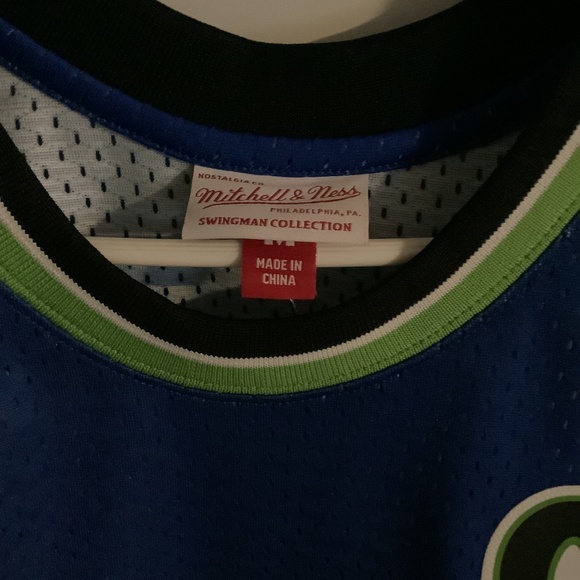 NOSTALGIA CO.
Mitchell & Ness
PHILADELPHIA, PA.
SWINGMAN COLLECTION
M
MADE IN
CHINA